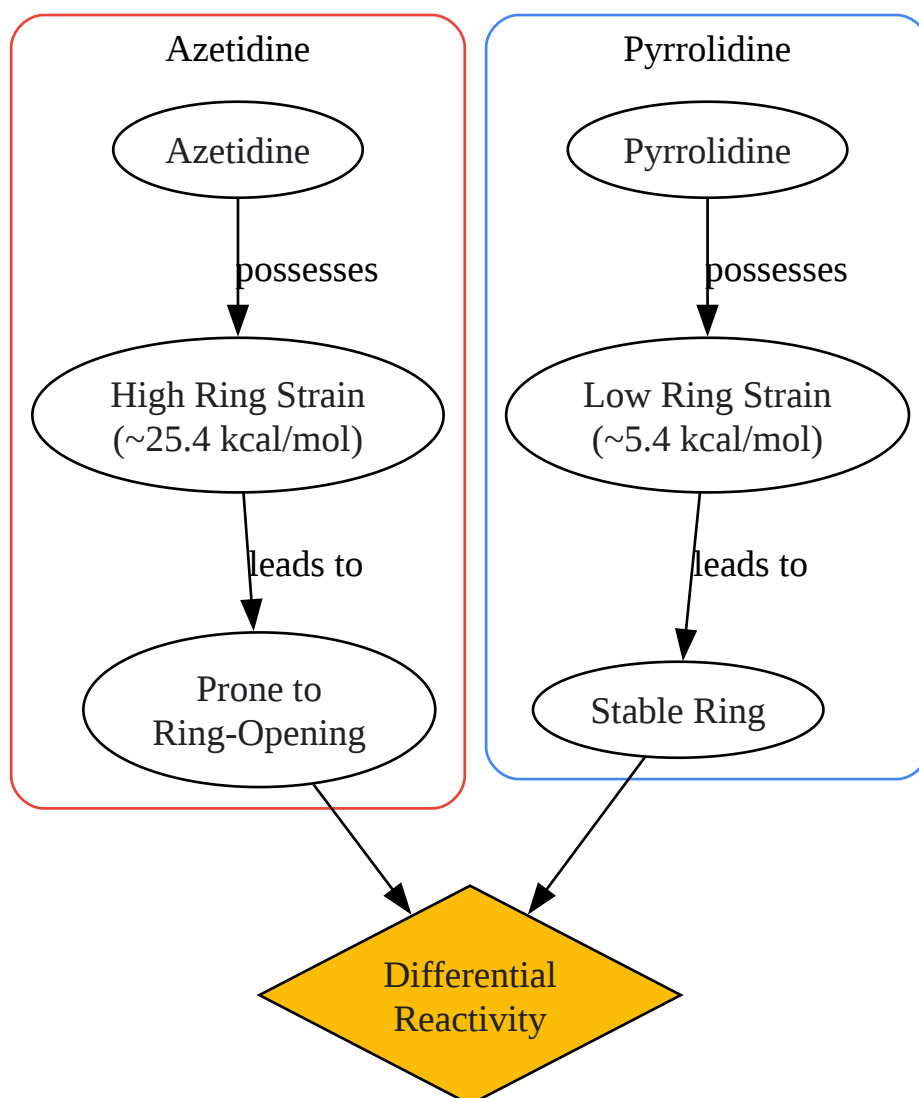 Azetidine
Azetidine
possesses
High Ring Strain
(~25.4 kcal/mol)
leads to
Prone to
Ring-Opening
Pyrrolidine
Pyrrolidine
possesses
Low Ring Strain
(~5.4 kcal/mol)
leads to
Stable Ring
Differential
Reactivity